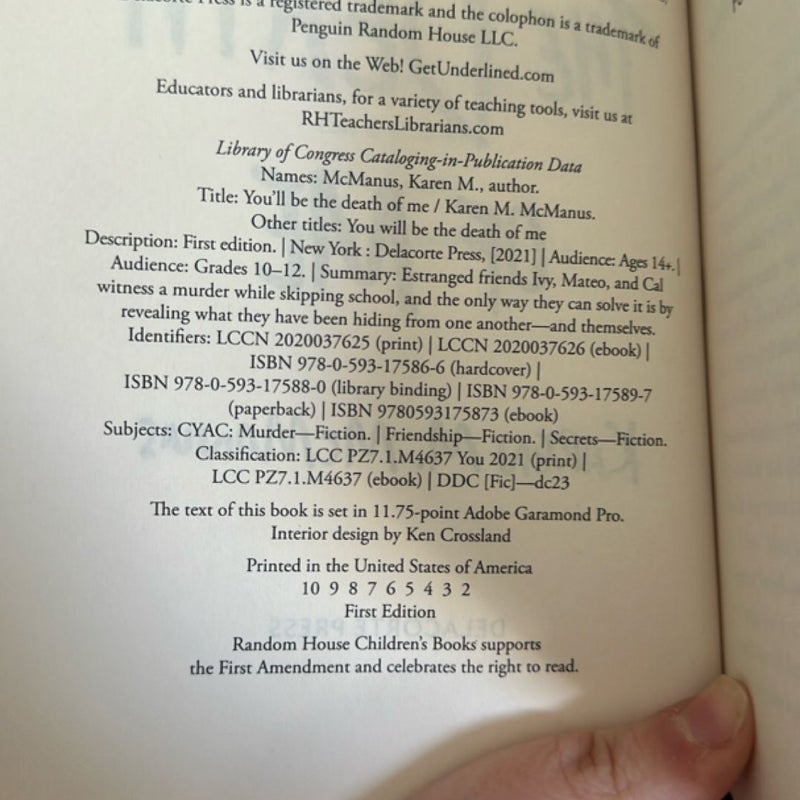 Press is a registered trademark and the colophon is a trademark of
Penguin Random House LLC.
Visit us on the Web! GetUnderlined.com
Educators and librarians, for a variety of teaching tools, visit us at
RHTeachersLibrarians.com
Library of Congress Cataloging-in-Publication Data
Names: McManus, Karen M., author.
Title: You'll be the death of me / Karen M. McManus.
Other titles: You will be the death of me
Description: First edition. | New York : Delacorte Press, [2021] | Audience: Ages 14+. |
Audience: Grades 10–12. | Summary: Estranged friends Ivy, Mateo, and Cal
witness a murder while skipping school, and the only way they can solve it is by
revealing what they have been hiding from one another—and themselves.
Identifiers: LCCN 2020037625 (print) | LCCN 2020037626 (ebook) |
ISBN 978-0-593-17586-6 (hardcover) |
ISBN 978-0-593-17588-0 (library binding) | ISBN 978-0-593-17589-7
(paperback) | ISBN 9780593175873 (ebook)
Subjects: CYAC: Murder—Fiction. | Friendship—Fiction. | Secrets—Fiction.
Classification: LCC PZ7.1.M4637 You 2021 (print) |
LCC PZ7.1.M4637 (ebook) | DDC [Fic]—dc23
The text of this book is set in 11.75-point Adobe Garamond Pro.
Interior design by Ken Crossland
Printed in the United States of America
10 9 8 7 6 5 4 3 2
First Edition
Random House Children's Books supports
the First Amendment and celebrates the right to read.